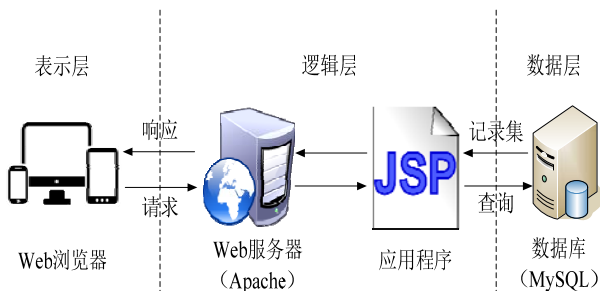 表示层
逻辑层
数据层
响应
请求
JSP
记录集
查询
Web浏览器
Web服务器
（Apache）
应用程序
数据库
（MySQL）